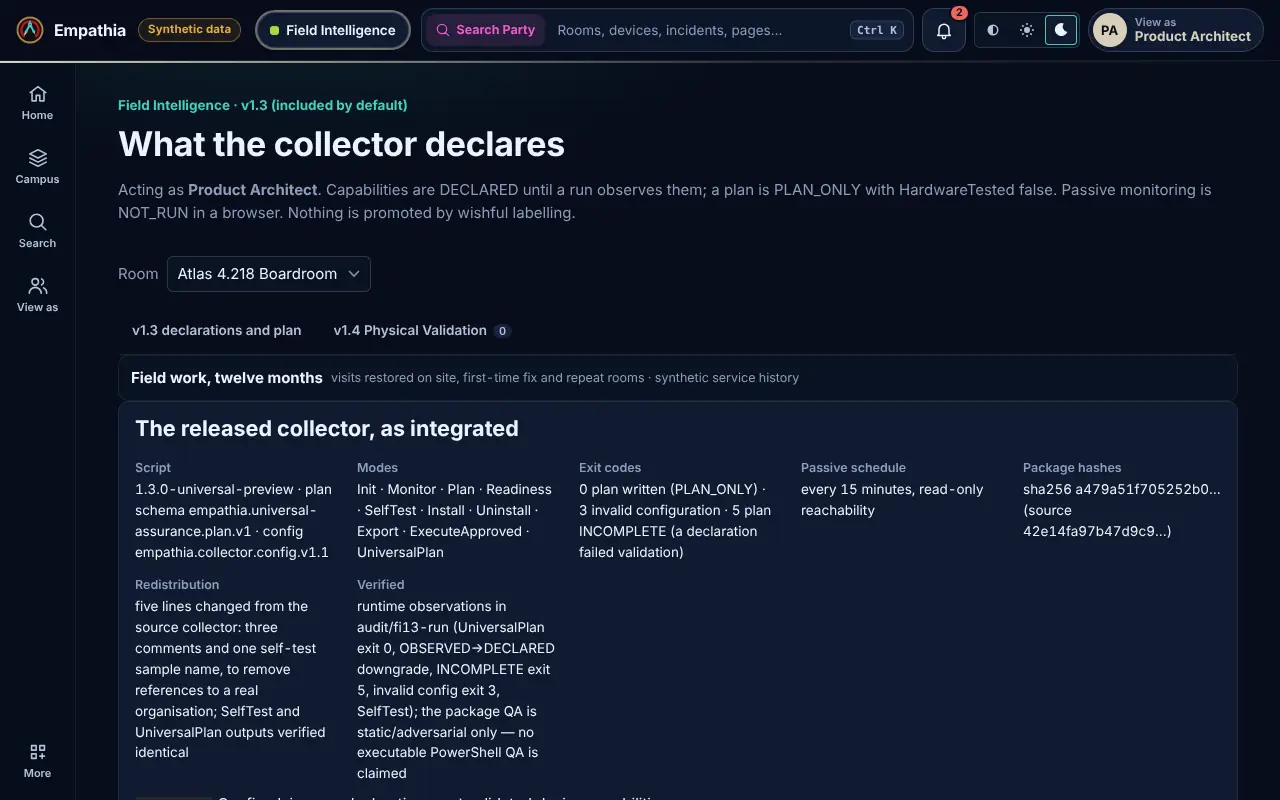 Empathia
Synthetic data
Field Intelligence
Search Party
Rooms, devices, incidents, pages...
Ctrl K
2
PA
View as
Product Architect
Home
Campus
Search
View as
More
Field Intelligence · v1.3 (included by default)
What the collector declares
Acting as Product Architect. Capabilities are DECLARED until a run observes them; a plan is PLAN_ONLY with HardwareTested false. Passive monitoring is
NOT_RUN in a browser. Nothing is promoted by wishful labelling.
Room
Atlas 4.218 Boardroom
v1.3 declarations and plan
v1.4 Physical Validation 0
Field work, twelve months visits restored on site, first-time fix and repeat rooms · synthetic service history
The released collector, as integrated
Script
1.3.0-universal-preview · plan
schema empathia.universal-
assurance.plan.v1 · config
empathia.collector.config.v1.1
Modes
Init · Monitor · Plan · Readiness
· SelfTest · Install · Uninstall ·
Export · ExecuteApproved ·
UniversalPlan
Exit codes
0 plan written (PLAN_ONLY) ·
3 invalid configuration · 5 plan
INCOMPLETE (a declaration
failed validation)
Passive schedule
every 15 minutes, read-only
reachability
Package hashes
sha256 a479a51f705252b0...
(source
42e14fa97b47d9c9...)
Redistribution
five lines changed from the
source collector: three
comments and one self-test
sample name, to remove
references to a real
organisation; SelfTest and
UniversalPlan outputs verified
identical
Verified
runtime observations in
audit/fi13-run (UniversalPlan
exit 0, OBSERVED→DECLARED
downgrade, INCOMPLETE exit
5, invalid config exit 3,
SelfTest); the package QA is
static/adversarial only — no
executable PowerShell QA is
claimed